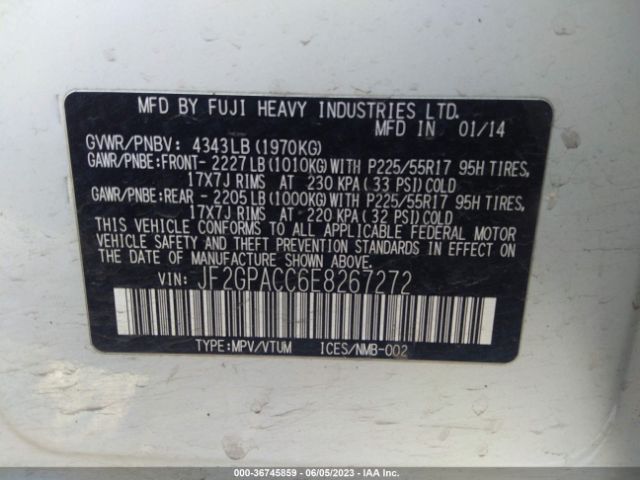 MFD BY FUJI HEAVY INDUSTRIES LTD.
MFD IN 01/14
GVWR/PNBV: 4343LB(1970KG)
GAWR/PNBE:FRONT- 2227LB(1010KG)WITH P225/55R17 95H TIRES,
17X7J RIMS AT 230 KPA(33 PSI)COLD
GAWR/PNBE:REAR - 2205LB(1000KG)WITH P225/55R17 95H TIRES,
17X7J RIMS AT 220 KPA(32 PSI)COLD
THIS VEHICLE CONFORMS TO ALL APPLICABLE FEDERAL MOTOR
VEHICLE SAFETY AND THEFT PREVENTION STANDARDS IN EFFECT
ON THE DATE OF MANUFACTURE SHOWN ABOVE.
VIN: JF2GPACC6E8267272
TYPE:MPV/VTUM ICES/NMB-002
000-36745859 - 06/05/2023 - IAA Inc.